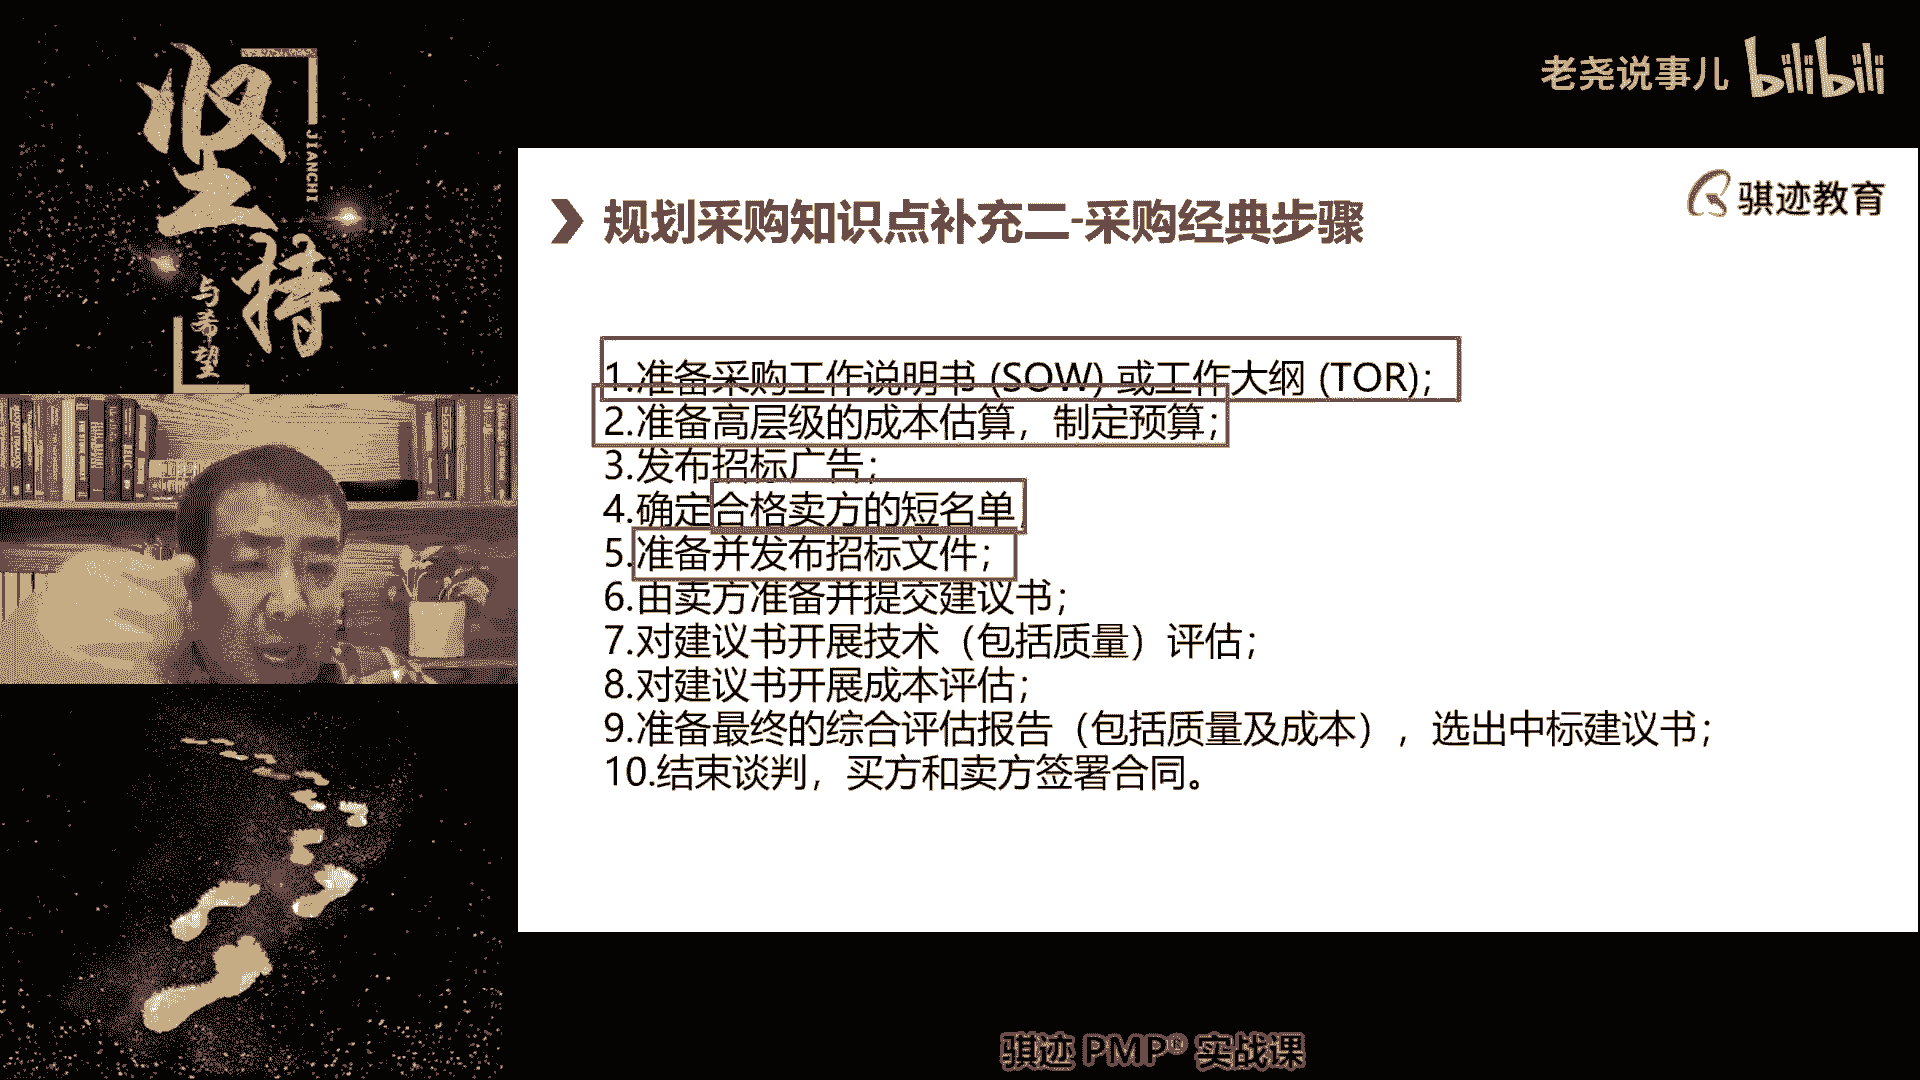 坚持
JIANCHI
与希望
老尧说事儿 bilibili
骐迹教育
规划采购知识点补充二-采购经典步骤
1.准备采购工作说明书 (SOW) 或工作大纲 (TOR)；
2.准备高层级的成本估算，制定预算；
3.发布招标广告；
4.确定合格卖方的短名单
5.准备并发布招标文件；
6.由卖方准备并提交建议书；
7.对建议书开展技术（包括质量）评估；
8.对建议书开展成本评估；
9.准备最终的综合评估报告（包括质量及成本），选出中标建议书；
10.结束谈判，买方和卖方签署合同。
骐迹 PMP® 实战课